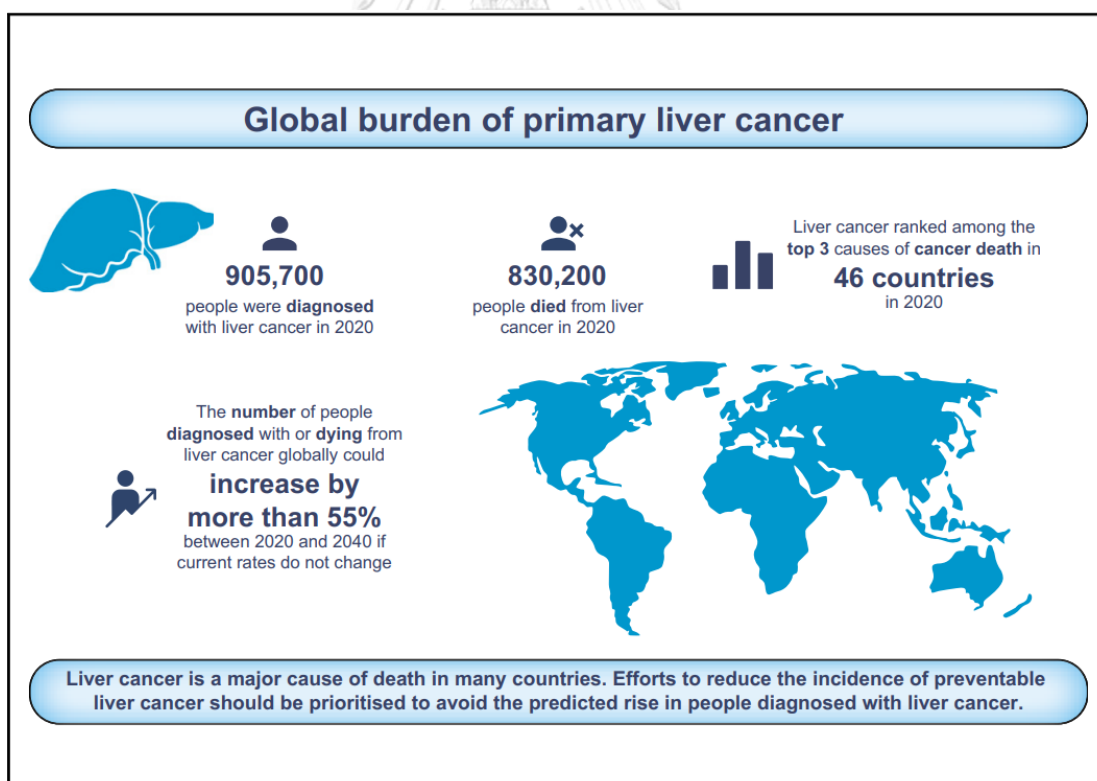 Global burden of primary liver cancer
905,700
people were diagnosed
with liver cancer in 2020
830,200
people died from liver
cancer in 2020
Liver cancer ranked among the
top 3 causes of cancer death in
46 countries
in 2020
The number of people
diagnosed with or dying from
liver cancer globally could
increase by
more than 55%
between 2020 and 2040 if
current rates do not change
Liver cancer is a major cause of death in many countries. Efforts to reduce the incidence of preventable
liver cancer should be prioritised to avoid the predicted rise in people diagnosed with liver cancer.